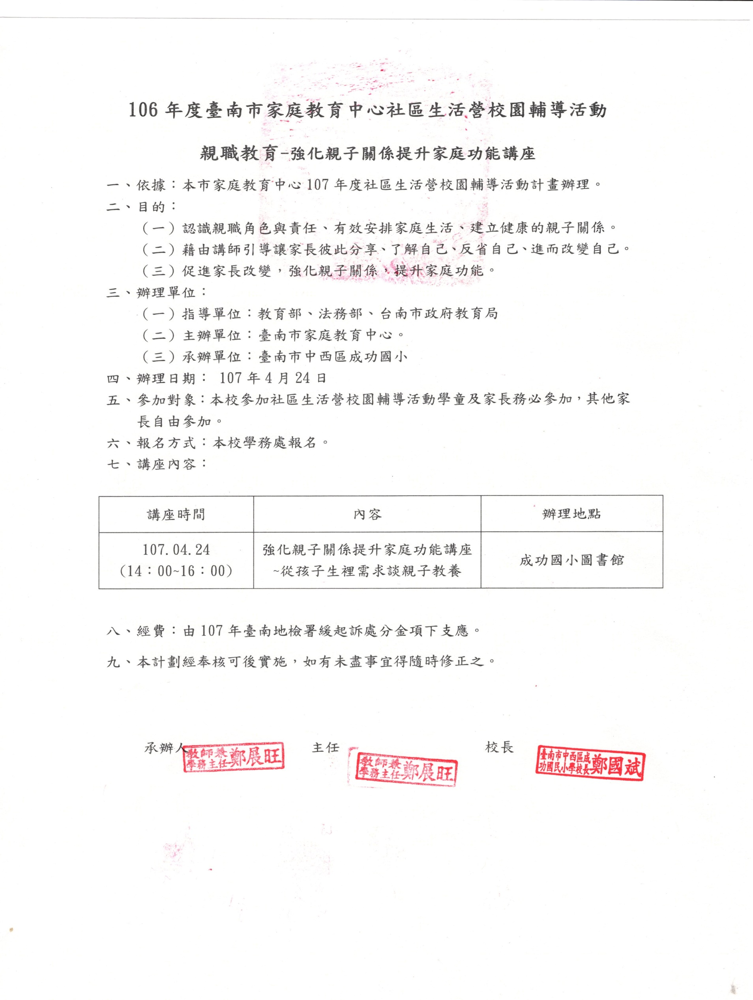 106 年度臺南市家庭教育中心社區生活營校園輔導活動
親職教育-強化親子關係提升家庭功能講座
一、依據：本市家庭教育中心 107 年度社區生活營校園輔導活動計畫辦理。
二、目的：
（一）認識親職角色與責任、有效安排家庭生活、建立健康的親子關係。
（二）藉由講師引導讓家長彼此分享、了解自己、反省自己、進而改變自己。
（三）促進家長改變，強化親子關係，提升家庭功能。
三、辦理單位：
（一）指導單位：教育部、法務部、台南市政府教育局
（二）主辦單位：臺南市家庭教育中心。
（三）承辦單位：臺南市中西區成功國小
四、辦理日期： 107 年 4 月 24 日
五、參加對象：本校參加社區生活營校園輔導活動學童及家長務必參加，其他家
長自由參加。
六、報名方式：本校學務處報名。
七、講座內容：
講座時間 內容 辦理地點
107.04.24
(14：00~16：00)
強化親子關係提升家庭功能講座
~從孩子生裡需求談親子教養
成功國小圖書館
八、經費：由 107 年臺南地檢署緩起訴處分金項下支應。
九、本計劃經奉核可後實施，如有未盡事宜得隨時修正之。
承辦人 教師兼學務主任 鄭展旺
主任 教師兼學務主任 鄭展旺
校長 臺南市中西區成功國民小學校長 鄭國斌